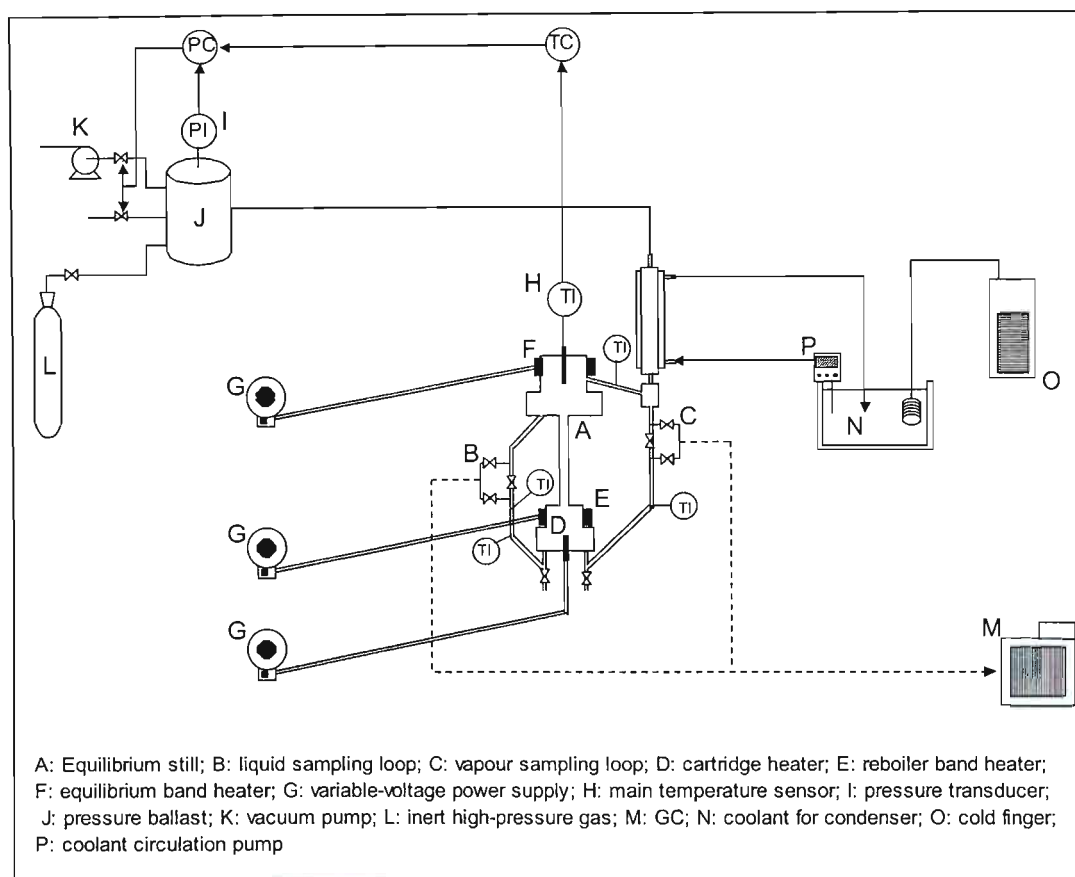 PC
TC
I
K
PI
J
H
TI
F
TI
P
L
G
O
N
A
C
B
TI
E
TI
D
G
TI
G
M
A: Equilibrium still; B: liquid sampling loop; C: vapour sampling loop; D: cartridge heater; E: reboiler band heater;
F: equilibrium band heater; G: variable-voltage power supply; H: main temperature sensor; I: pressure transducer;
J: pressure ballast; K: vacuum pump; L: inert high-pressure gas; M: GC; N: coolant for condenser; O: cold finger;
P: coolant circulation pump